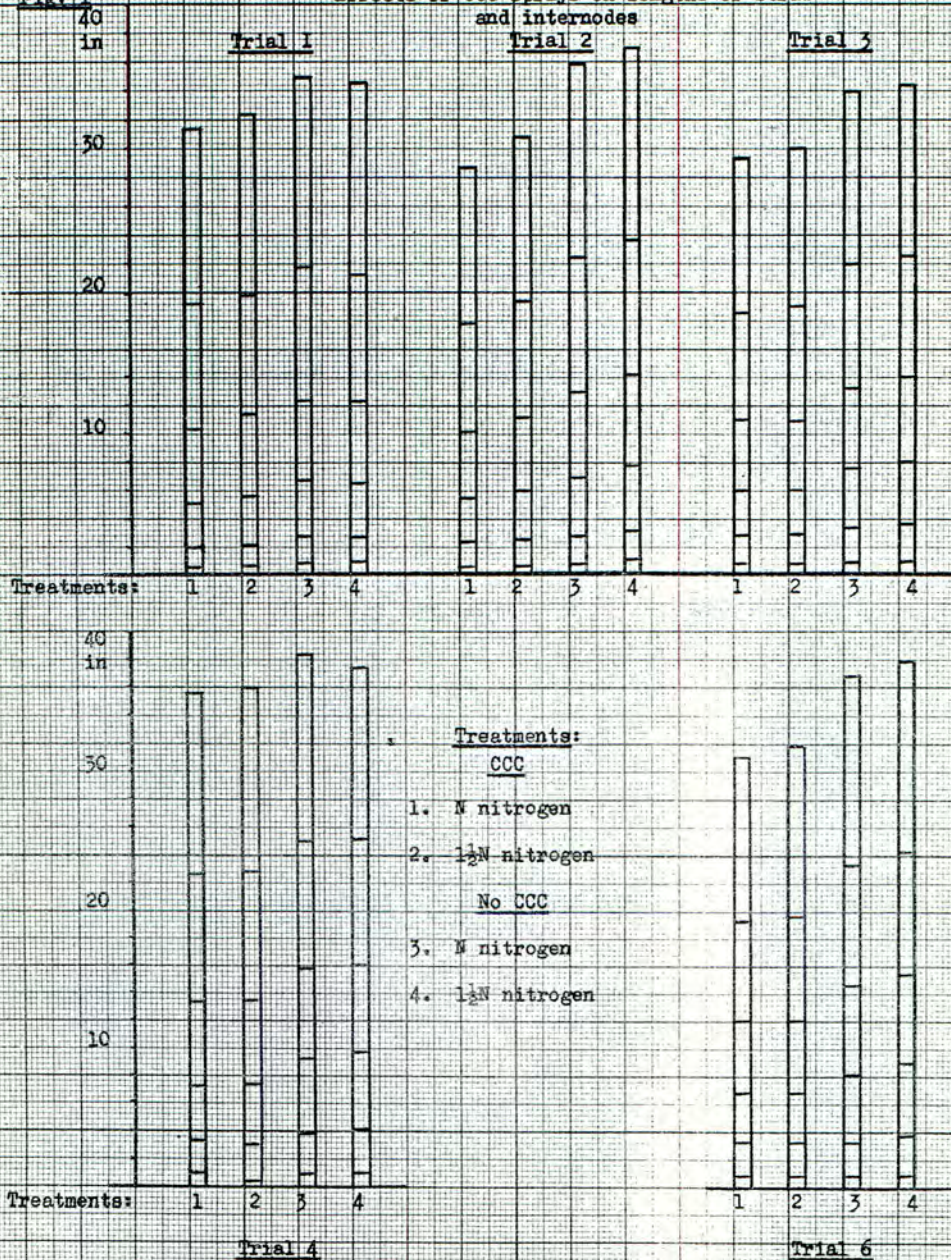 40
and internodes
in
Trial 1
Trial 2
Trial 3
30
20
10
Treatments: 1 2 3 4 1 2 3 4 1 2 3 4
40
in
Treatments:
CCC
30
1. N nitrogen
2. 1½N nitrogen
20
No CCC
3. N nitrogen
4. 1½N nitrogen
10
Treatments: 1 2 3 4 1 2 3 4
Trial 4
Trial 6